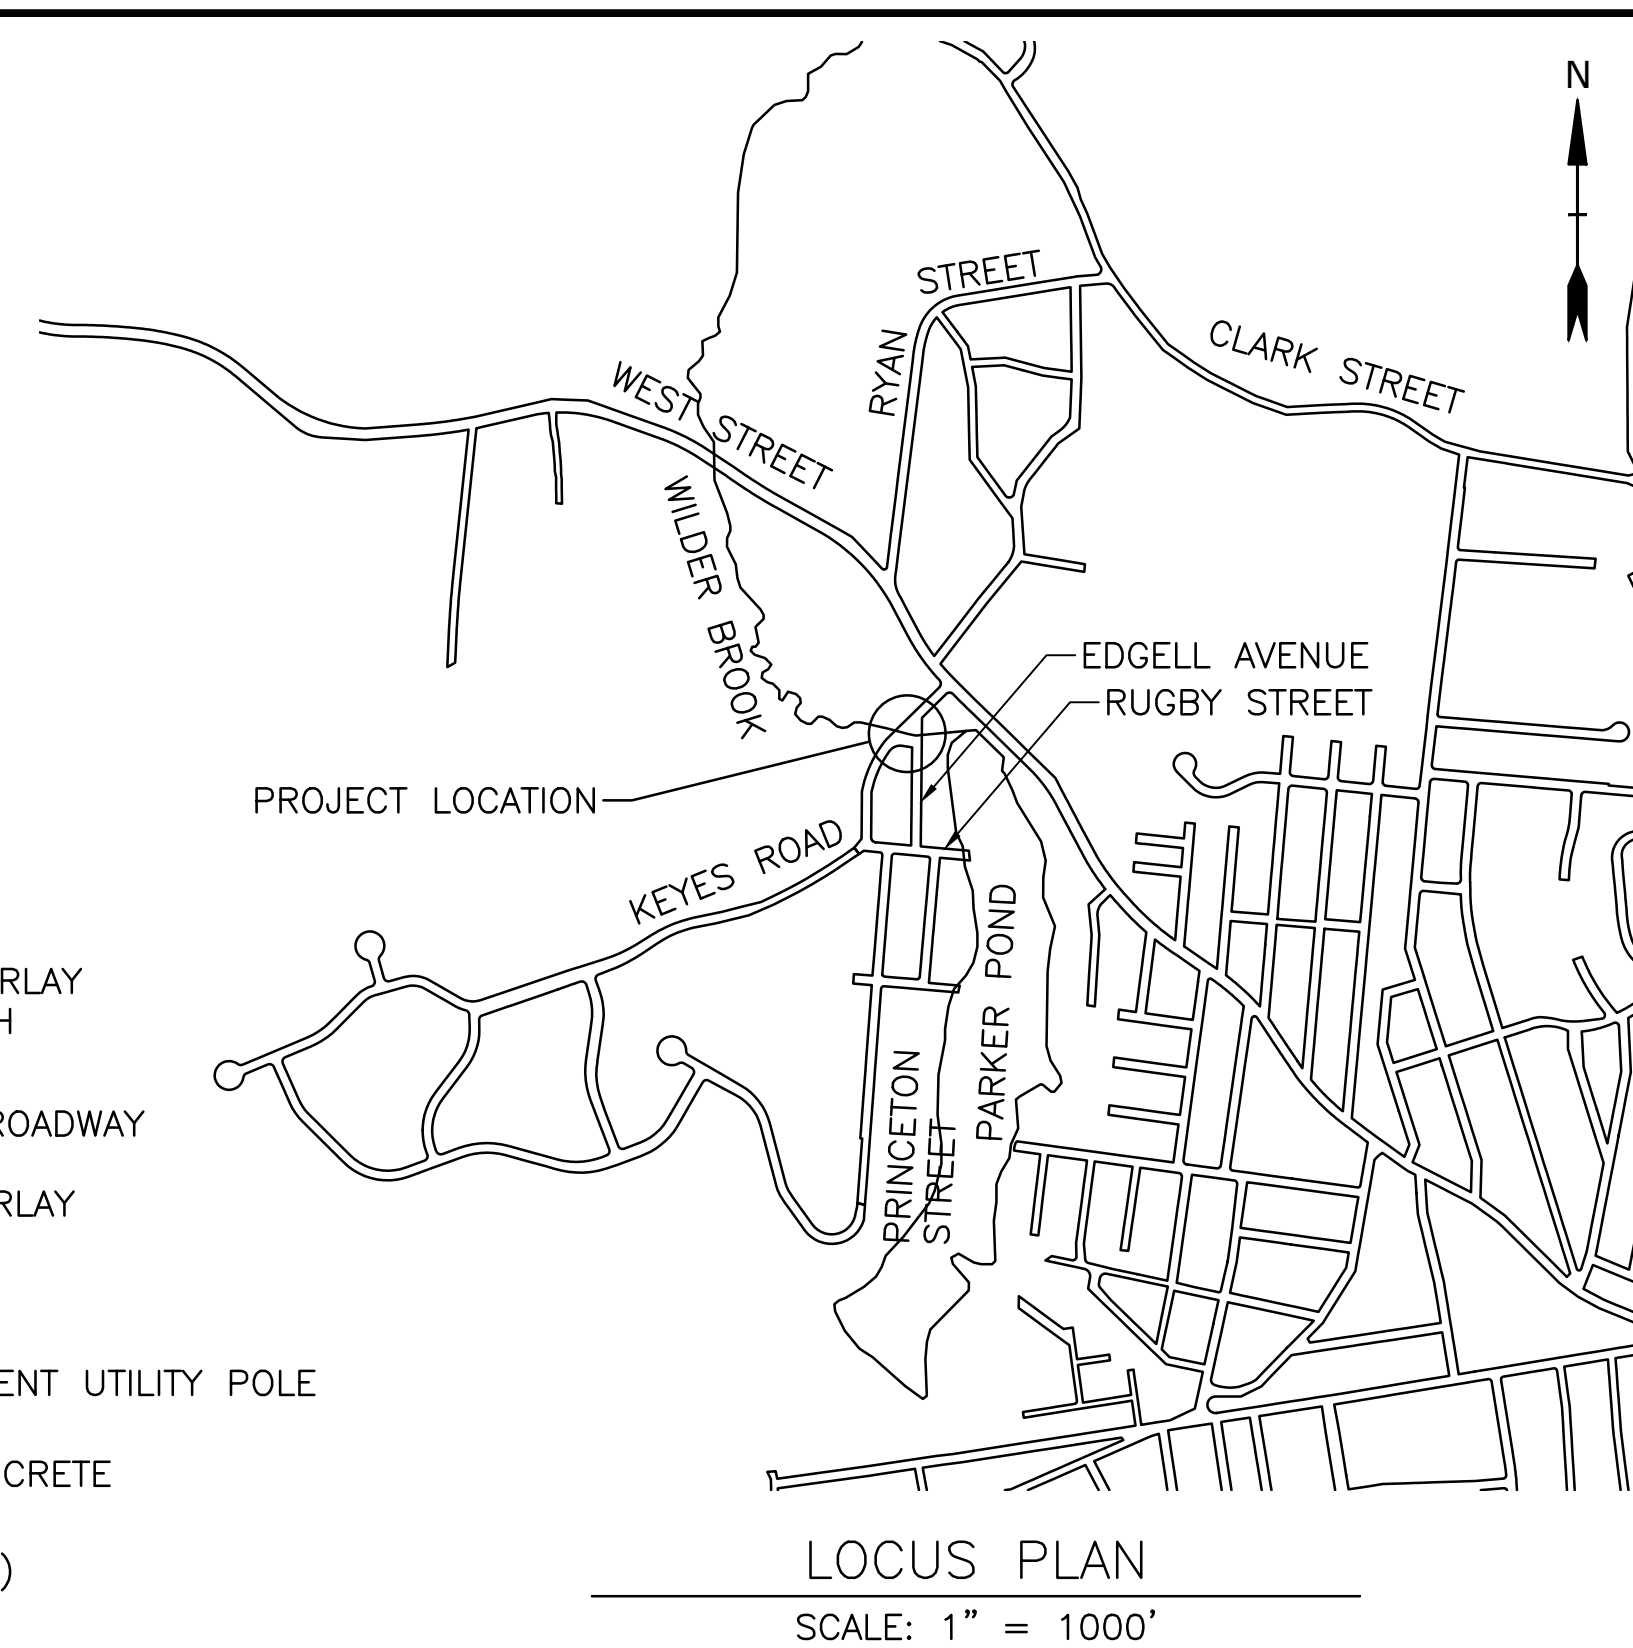 N
RYAN STREET
CLARK STREET
WEST STREET
WILDER BROOK
EDGELL AVENUE
RUGBY STREET
PROJECT LOCATION
KEYES ROAD
PARKER POND
PRINCETON
STREET
RLAY
H
ROADWAY
RLAY
ENT UTILITY POLE
CRETE
)
LOCUS PLAN
SCALE: 1" = 1000'